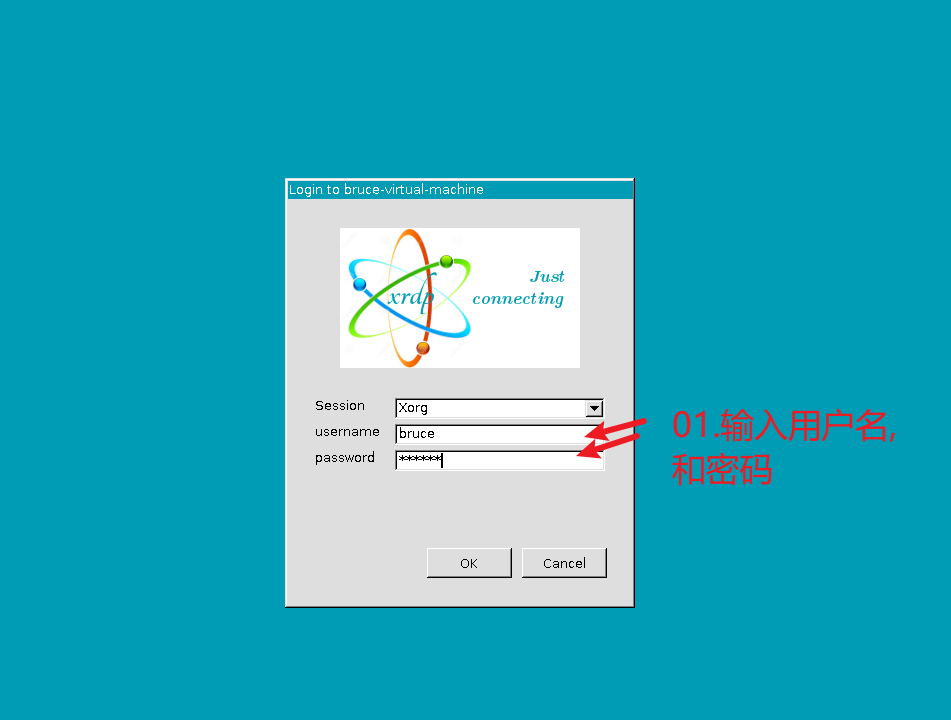 Login to bruce-virtual-machine
Just
connecting
xrdp
Session
Xorg
username
bruce
password
******
01.输入用户名,
和密码
OK
Cancel